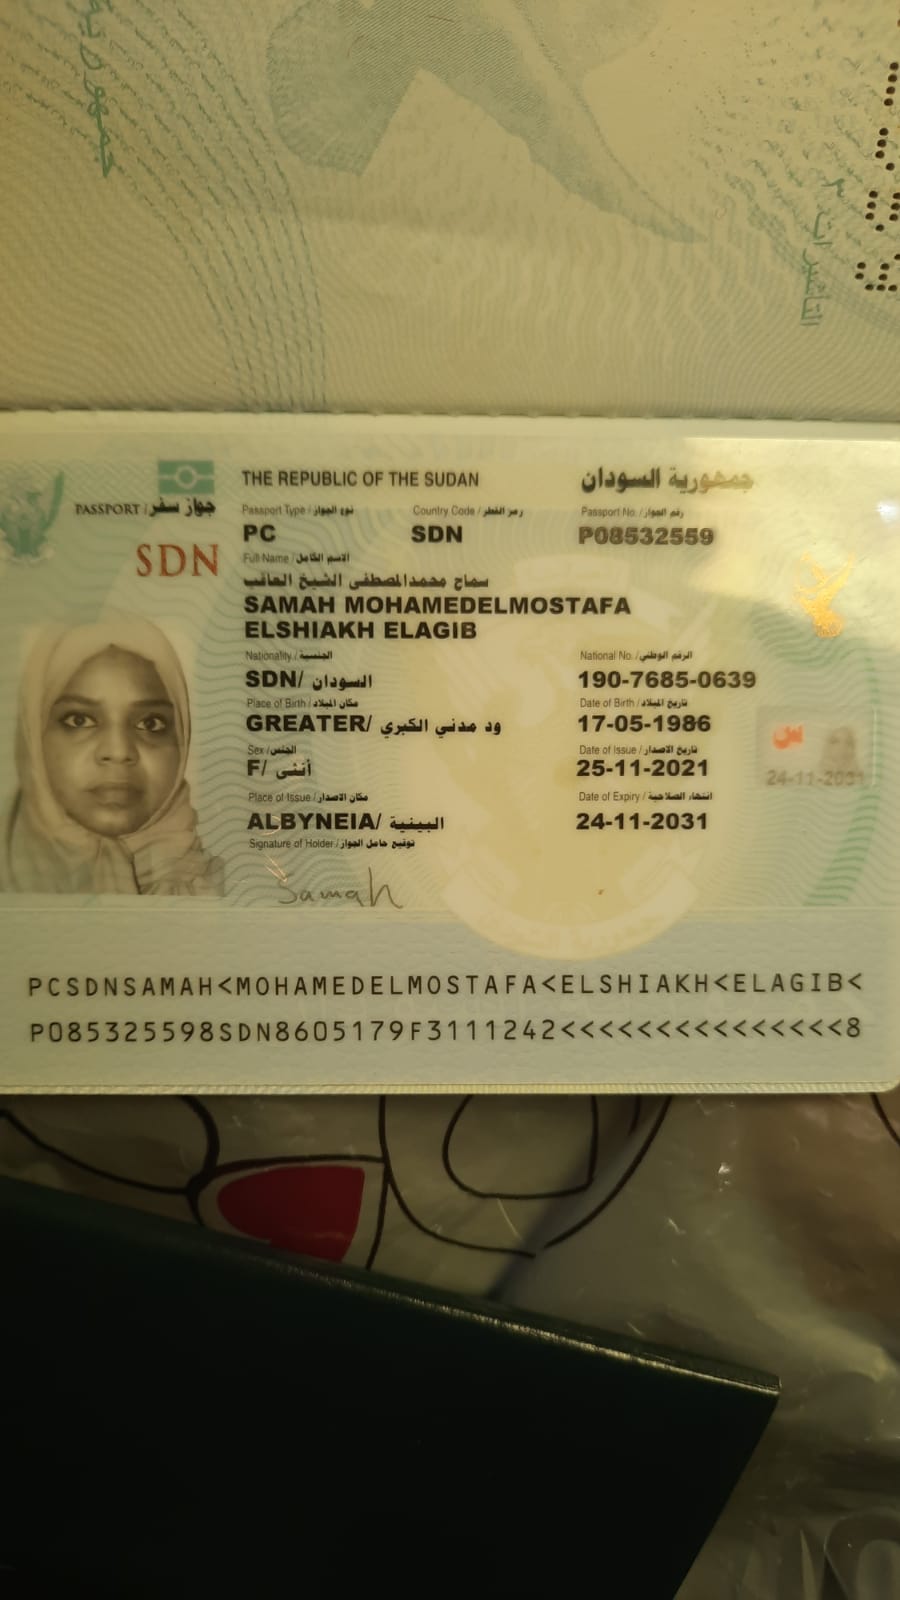 جمهورية
التأشيرات
THE REPUBLIC OF THE SUDAN جمهورية السودان
PASSPORT / جواز سفر
SDN
Passport Type / نوع الجواز Country Code / رمز القطر Passport No. / رقم الجواز
PC SDN P08532559
Full Name / الاسم الكامل
سماح محمدالمصطفى الشيخ العاقب
SAMAH MOHAMEDELMOSTAFA
ELSHIAKH ELAGIB
Nationality / الجنسية National No. / الرقم الوطني
SDN/ السودان 190-7685-0639
Place of Birth / مكان الميلاد Date of Birth / تاريخ الميلاد
GREATER/ ود مدني الكبري 17-05-1986
Sex / الجنس Date of Issue / تاريخ الاصدار
F/ أنثى 25-11-2021
س
24-11-2031
Place of Issue / مكان الاصدار Date of Expiry / انتهاء الصلاحية
ALBYNEIA/ البينية 24-11-2031
Signature of Holder / توقيع حامل الجواز
Samah
PCSDNSAMAH<MOHAMEDELMOSTAFA<ELSHIAKH<ELAGIB<
P085325598SDN8605179F3111242<<<<<<<<<<<<<<<8